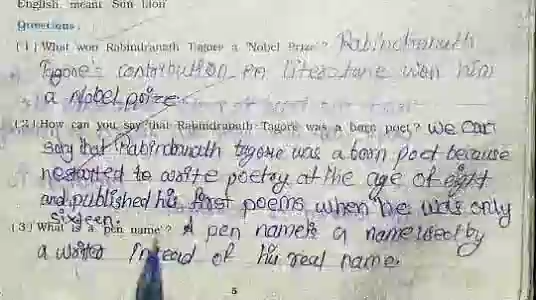 English, meant Sun Lion
Questions:
(1) What won Rabindranath Tagore a 'Nobel Prize'? Rabindranath
Tagore's contribution in literature won him
a Nobel prize.
(2) How can you say that Rabindranath Tagore was a born poet? We can
say that Rabindranath tagore was a born poet because
he started to write poetry at the age of eight
and published his first poems when he was only
sixteen.
(3) What is a 'pen name'? A pen name is a name used by
a writer instead of his real name.
5